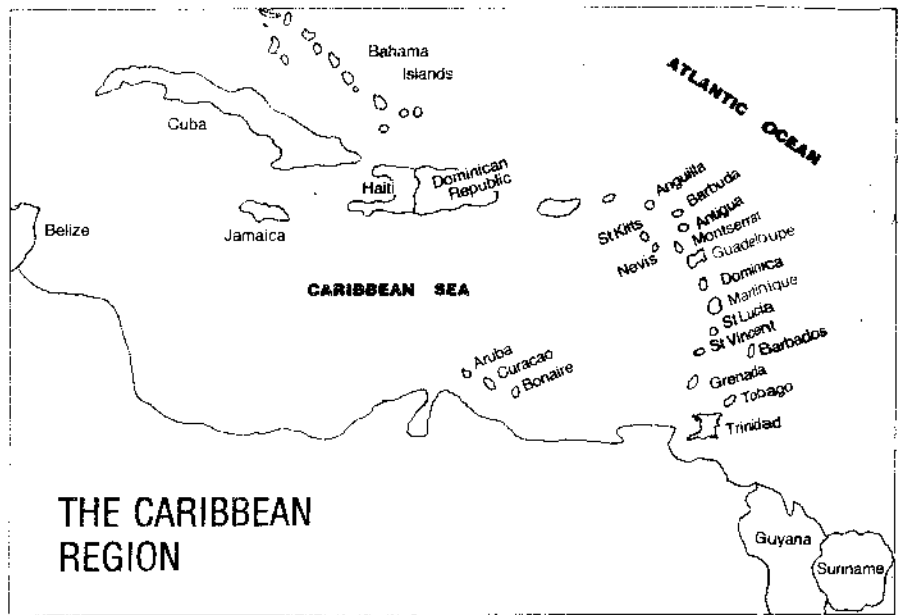 Bahama
Islands
ATLANTIC OCEAN
Cuba
Haiti
Dominican
Republic
Anguilla
Barbuda
Belize
Jamaica
St Kitts
Antigua
Montserrat
Nevis
Guadeloupe
CARIBBEAN SEA
Dominica
Martinique
St Lucia
St Vincent
Barbados
Aruba
Curacao
Bonaire
Grenada
Tobago
Trinidad
THE CARIBBEAN
REGION
Guyana
Suriname